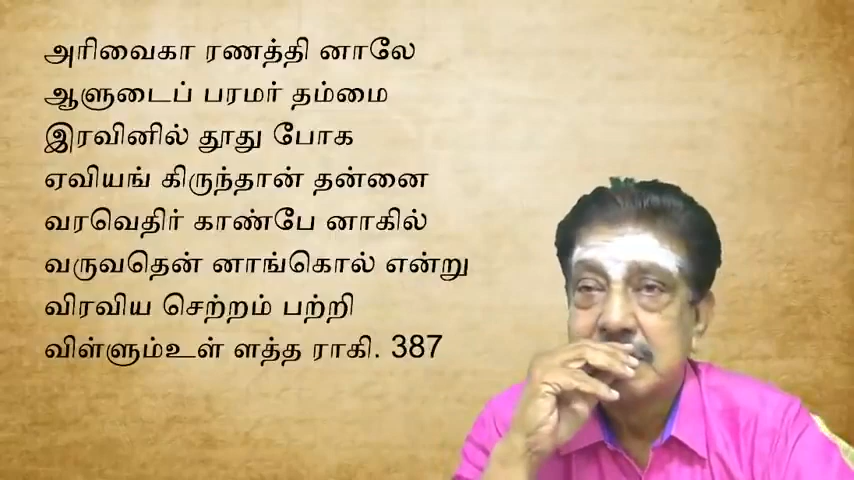 அரிவைகா ரணத்தி னாலே
ஆளுடைப் பரமர் தம்மை
இரவினில் தூது போக
ஏவியங் கிருந்தான் தன்னை
வரவெதிர் காண்பே னாகில்
வருவதென் னாங்கொல் என்று
விரவிய செற்றம் பற்றி
விள்ளும்உள் ளத்த ராகி. 387